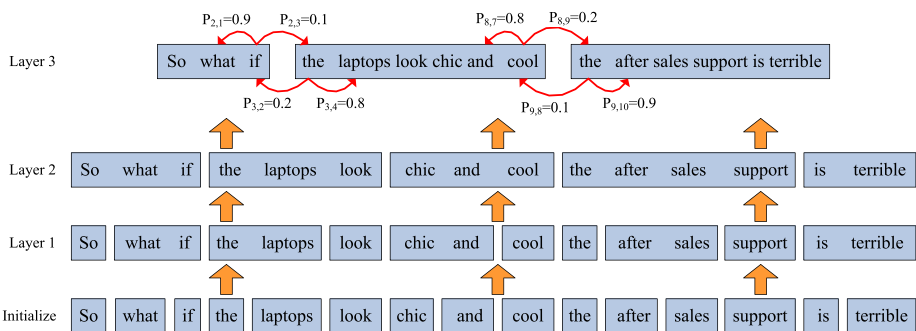 P2,1=0.9 P2,3=0.1 P8,7=0.8 P8,9=0.2
Layer 3 So what if the laptops look chic and cool the after sales support is terrible
P3,2=0.2 P3,4=0.8 P9,8=0.1 P9,10=0.9
Layer 2 So what if the laptops look chic and cool the after sales support is terrible
Layer 1 So what if the laptops look chic and cool the after sales support is terrible
Initialize So what if the laptops look chic and cool the after sales support is terrible